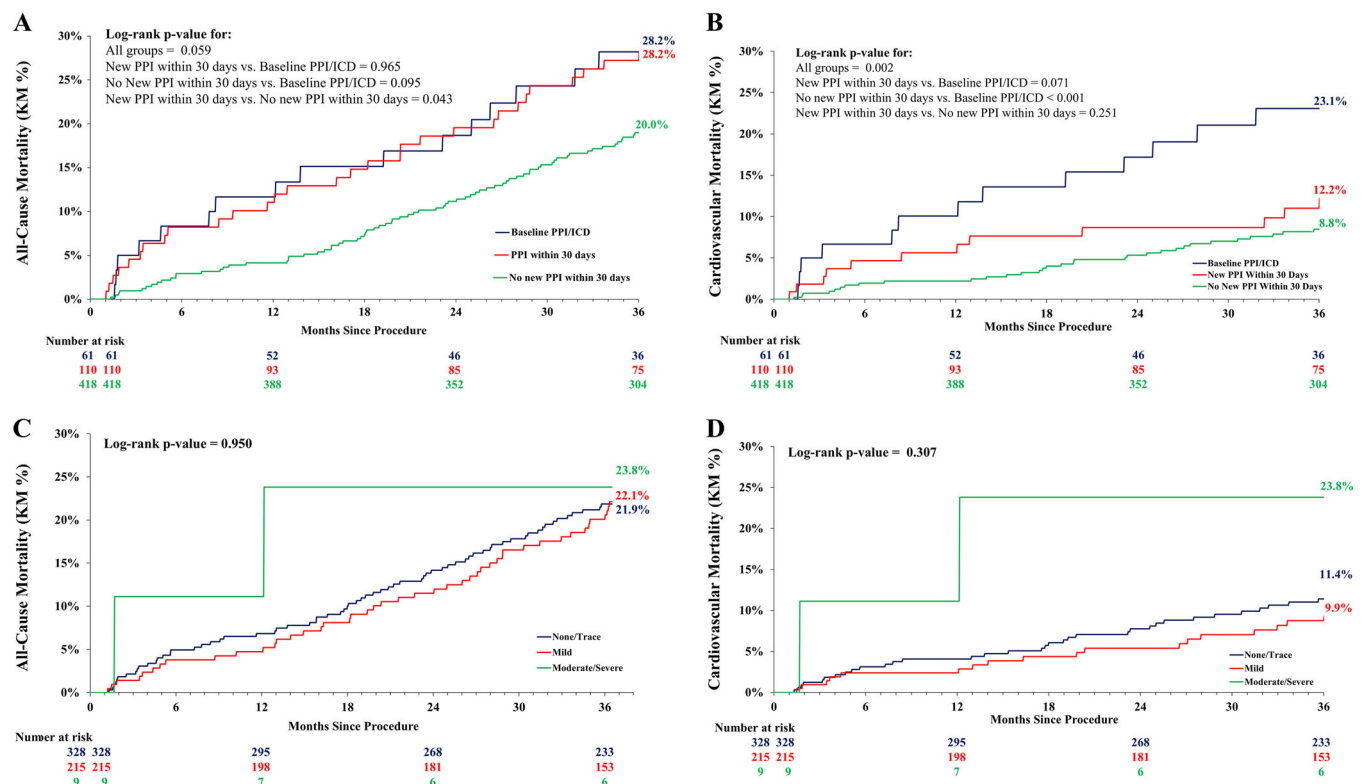 A
Log-rank p-value for:
All groups = 0.059
New PPI within 30 days vs. Baseline PPI/ICD = 0.965
No New PPI within 30 days vs. Baseline PPI/ICD = 0.095
New PPI within 30 days vs. No new PPI within 30 days = 0.043
All-Cause Mortality (KM %)
30%
25%
20%
15%
10%
5%
0%
28.2%
28.2%
20.0%
Baseline PPI/ICD
PPI within 30 days
No new PPI within 30 days
0 6 12 18 24 30 36
Months Since Procedure
Number at risk
61 61 52 46 36
110 110 93 85 75
418 418 388 352 304
B
Log-rank p-value for:
All groups = 0.002
New PPI within 30 days vs. Baseline PPI/ICD = 0.071
No new PPI within 30 days vs. Baseline PPI/ICD < 0.001
New PPI within 30 days vs. No new PPI within 30 days = 0.251
Cardiovascular Mortality (KM %)
30%
25%
20%
15%
10%
5%
0%
23.1%
12.2%
8.8%
Baseline PPI/ICD
New PPI Within 30 Days
No New PPI Within 30 Days
0 6 12 18 24 30 36
Months Since Procedure
Number at risk
61 61 52 46 36
110 110 93 85 75
418 418 388 352 304
C
Log-rank p-value = 0.950
All-Cause Mortality (KM %)
30%
25%
20%
15%
10%
5%
0%
23.8%
22.1%
21.9%
None/Trace
Mild
Moderate/Severe
0 6 12 18 24 30 36
Months Since Procedure
Number at risk
328 328 295 268 233
215 215 198 181 153
9 9 7 6 6
D
Log-rank p-value = 0.307
Cardiovascular Mortality (KM %)
30%
25%
20%
15%
10%
5%
0%
23.8%
11.4%
9.9%
None/Trace
Mild
Moderate/Severe
0 6 12 18 24 30 36
Months Since Procedure
Number at risk
328 328 295 268 233
215 215 198 181 153
9 9 7 6 6